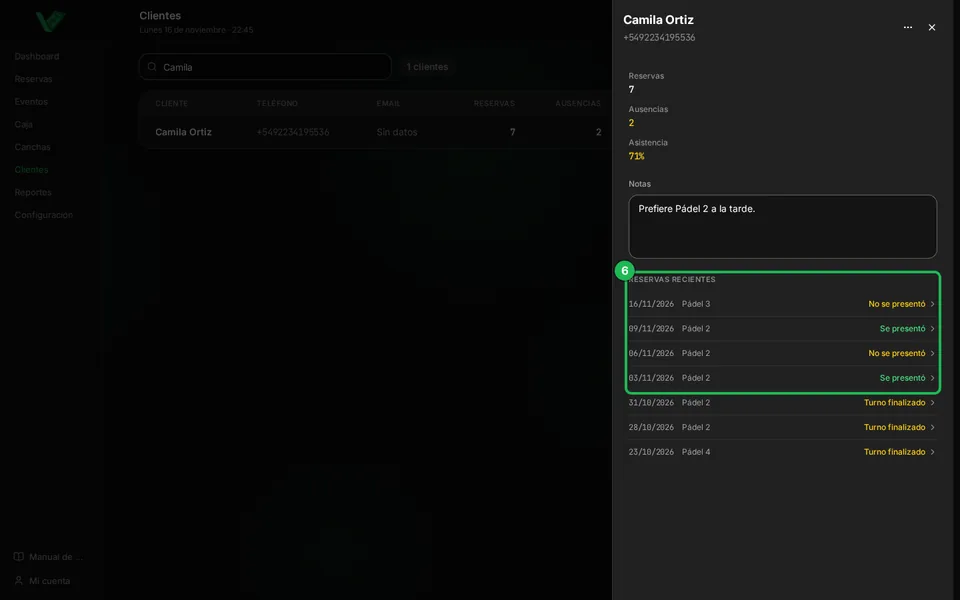 Clientes
Lunes 16 de noviembre · 22:45
Dashboard
Reservas
Eventos
Caja
Canchas
Clientes
Reportes
Configuración
Manual de ...
Mi cuenta
Camila
1 clientes
CLIENTE TELÉFONO EMAIL RESERVAS AUSENCIAS
Camila Ortiz +5492234195536 Sin datos 7 2
Camila Ortiz
+5492234195536
Reservas
7
Ausencias
2
Asistencia
71%
Notas
Prefiere Pádel 2 a la tarde.
6
RESERVAS RECIENTES
16/11/2026 Pádel 3 No se presentó
09/11/2026 Pádel 2 Se presentó
06/11/2026 Pádel 2 No se presentó
03/11/2026 Pádel 2 Se presentó
31/10/2026 Pádel 2 Turno finalizado
28/10/2026 Pádel 2 Turno finalizado
23/10/2026 Pádel 4 Turno finalizado